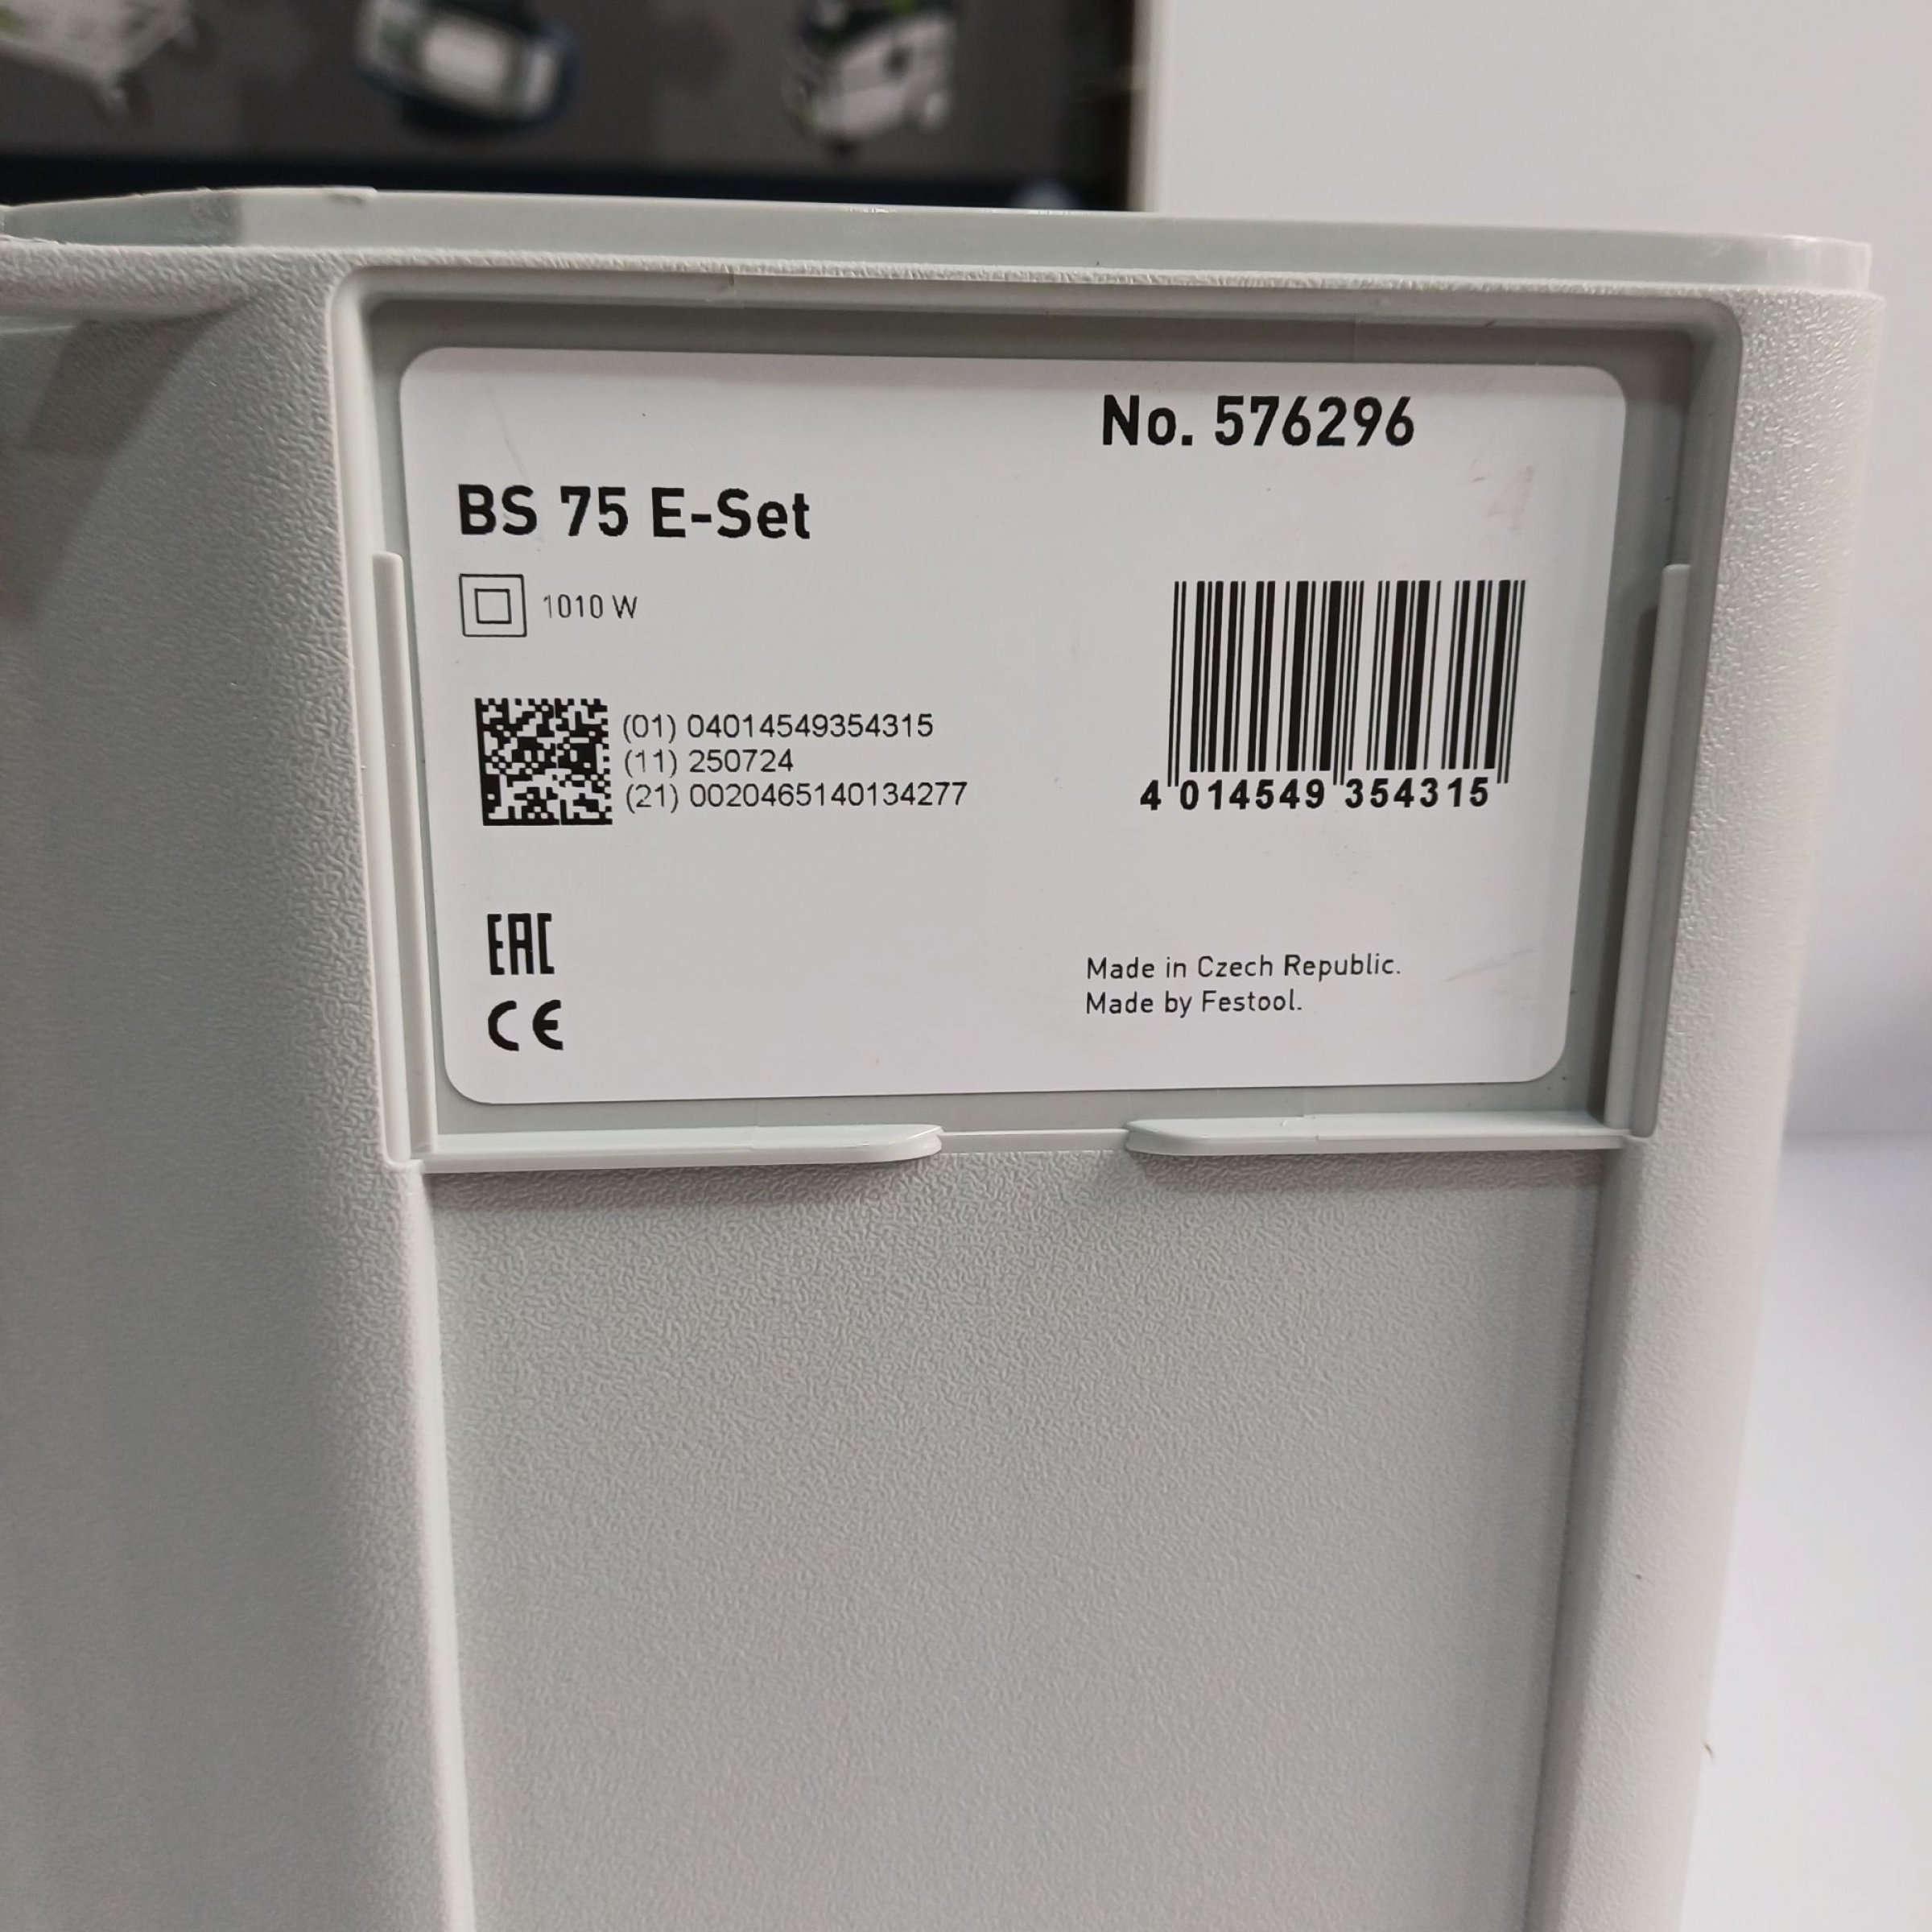 No. 576296
BS 75 E-Set
1010 W
(01) 04014549354315
(11) 250724
(21) 0020465140134277
4 014549 354315
EAC
CE
Made in Czech Republic.
Made by Festool.